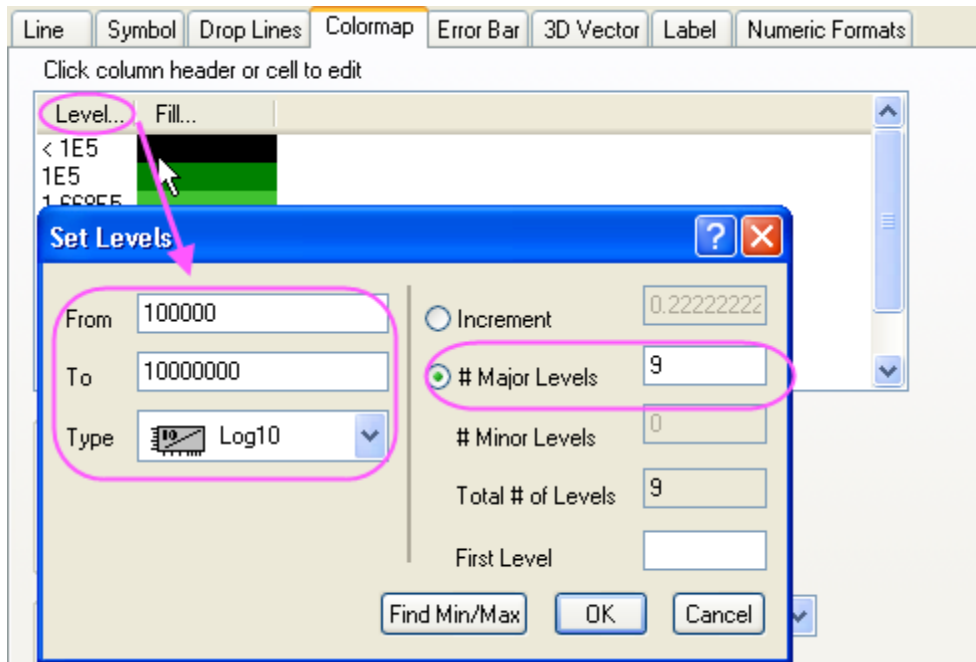 Line Symbol Drop Lines Colormap Error Bar 3D Vector Label Numeric Formats
Click column header or cell to edit
Level... Fill...
< 1E5
1E5
1.668E5
Set Levels
From 100000
To 10000000
Type Log10
Increment 0.22222222
# Major Levels 9
# Minor Levels 0
Total # of Levels 9
First Level
Find Min/Max OK Cancel